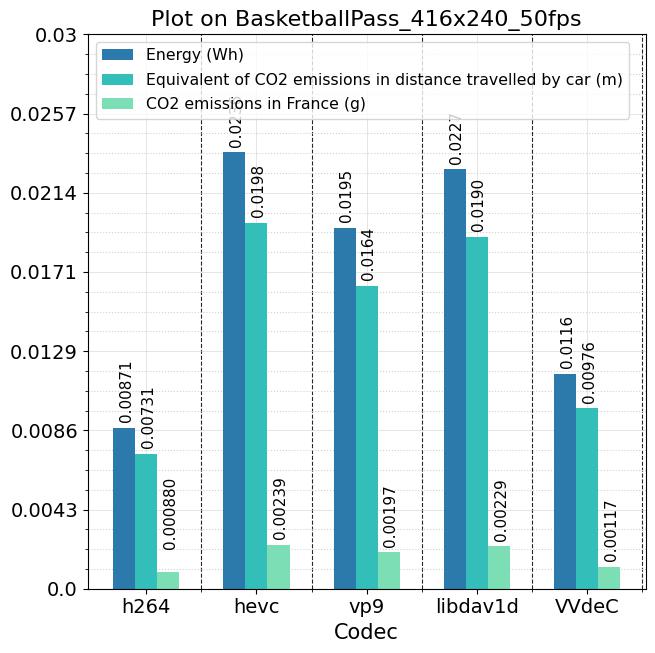 Plot on BasketballPass_416x240_50fps
Energy (Wh)
Equivalent of CO2 emissions in distance travelled by car (m)
CO2 emissions in France (g)
0.03
0.0257
0.0214
0.0171
0.0129
0.0086
0.0043
0.0
0.00871
0.00731
0.000880
0.0198
0.00239
0.0195
0.0164
0.00197
0.0227
0.0190
0.00229
0.0116
0.00976
0.00117
h264
hevc
vp9
libdav1d
VVdeC
Codec